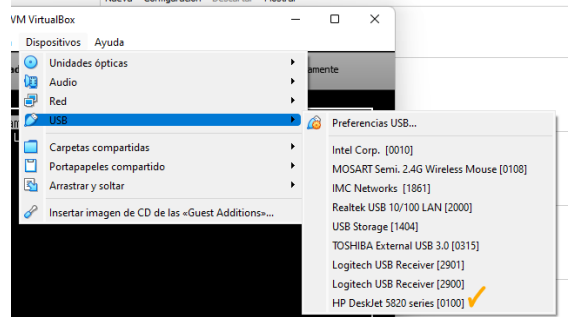 VM VirtualBox
Dispositivos Ayuda
Unidades ópticas
amente
Audio
Red
USB
Preferencias USB...
Intel Corp. [0010]
Carpetas compartidas
MOSART Semi. 2.4G Wireless Mouse [0108]
Portapapeles compartido
IMC Networks [1861]
Arrastrar y soltar
Realtek USB 10/100 LAN [2000]
Insertar imagen de CD de las «Guest Additions»...
USB Storage [1404]
TOSHIBA External USB 3.0 [0315]
Logitech USB Receiver [2901]
Logitech USB Receiver [2900]
HP DeskJet 5820 series [0100]